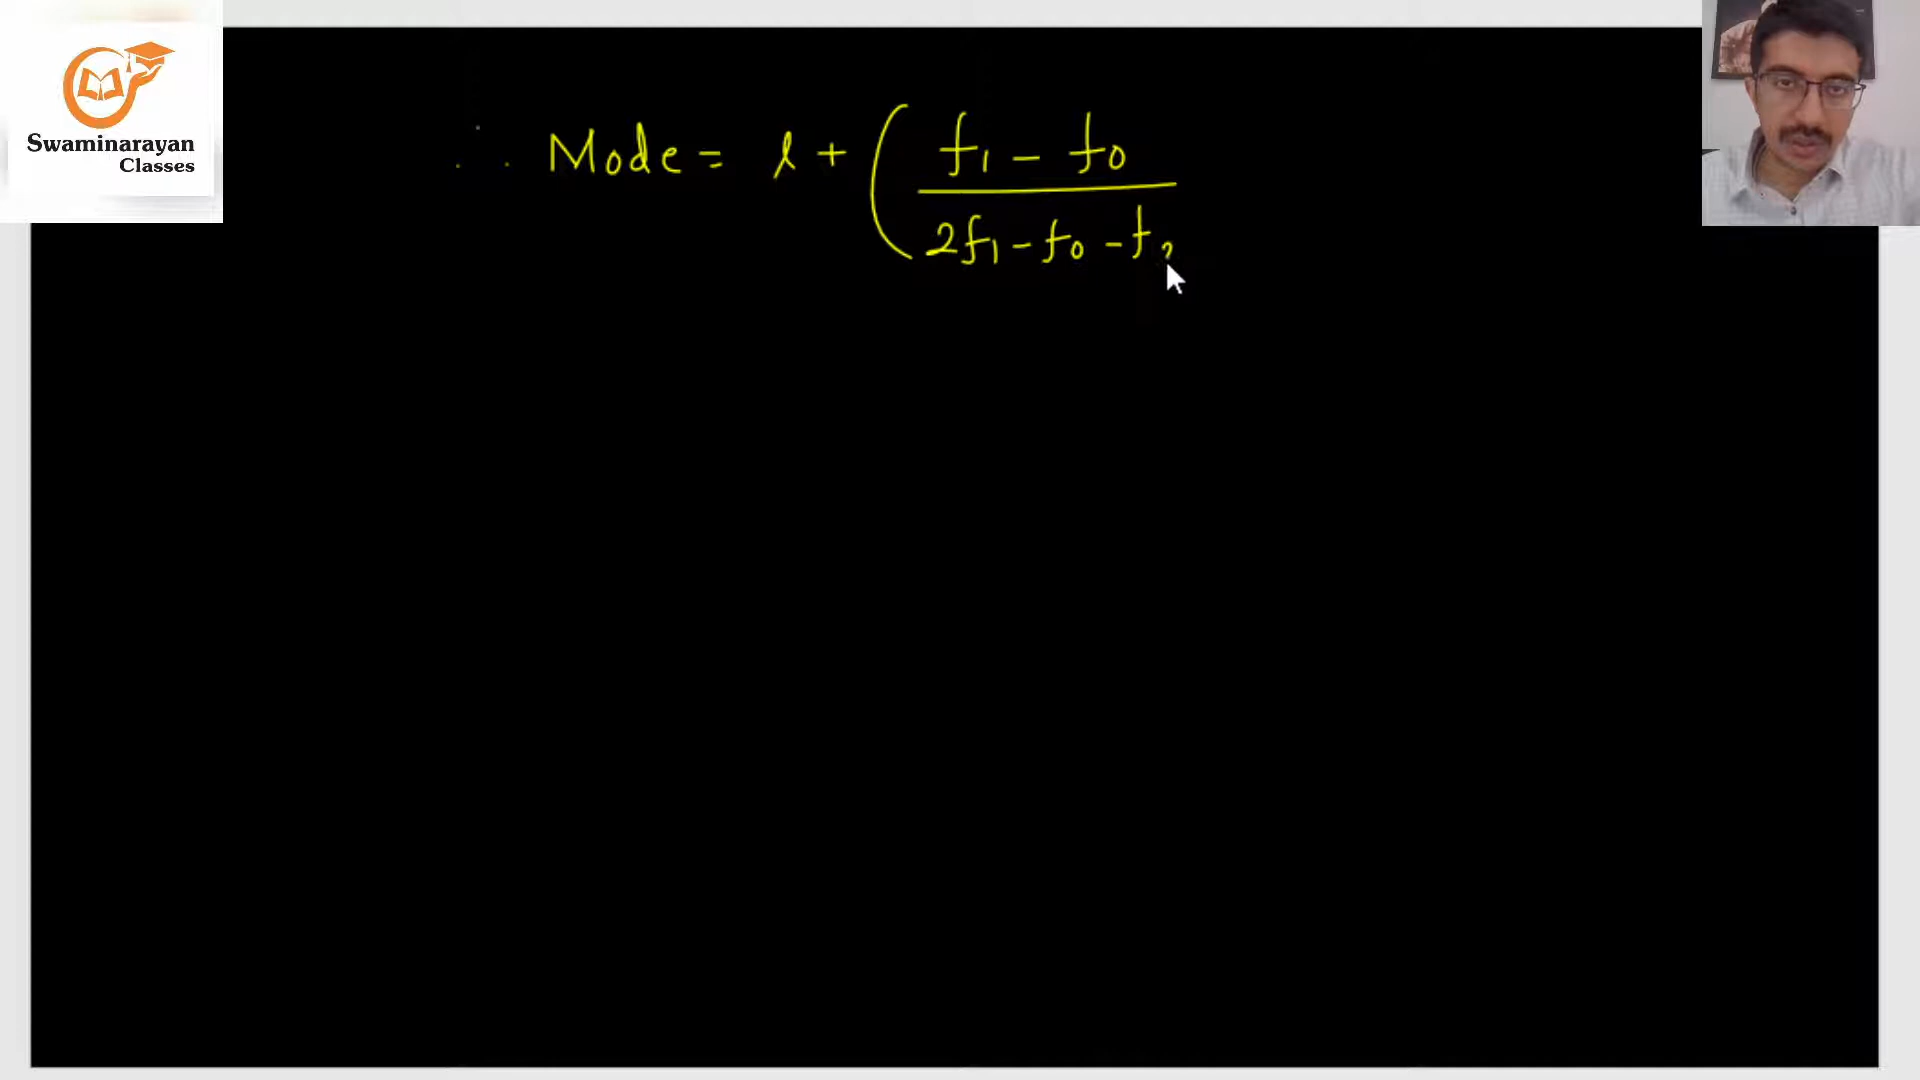 Swaminarayan
Classes
∴ Mode = l + ( f₁ - f₀
2f₁ - f₀ - f₂